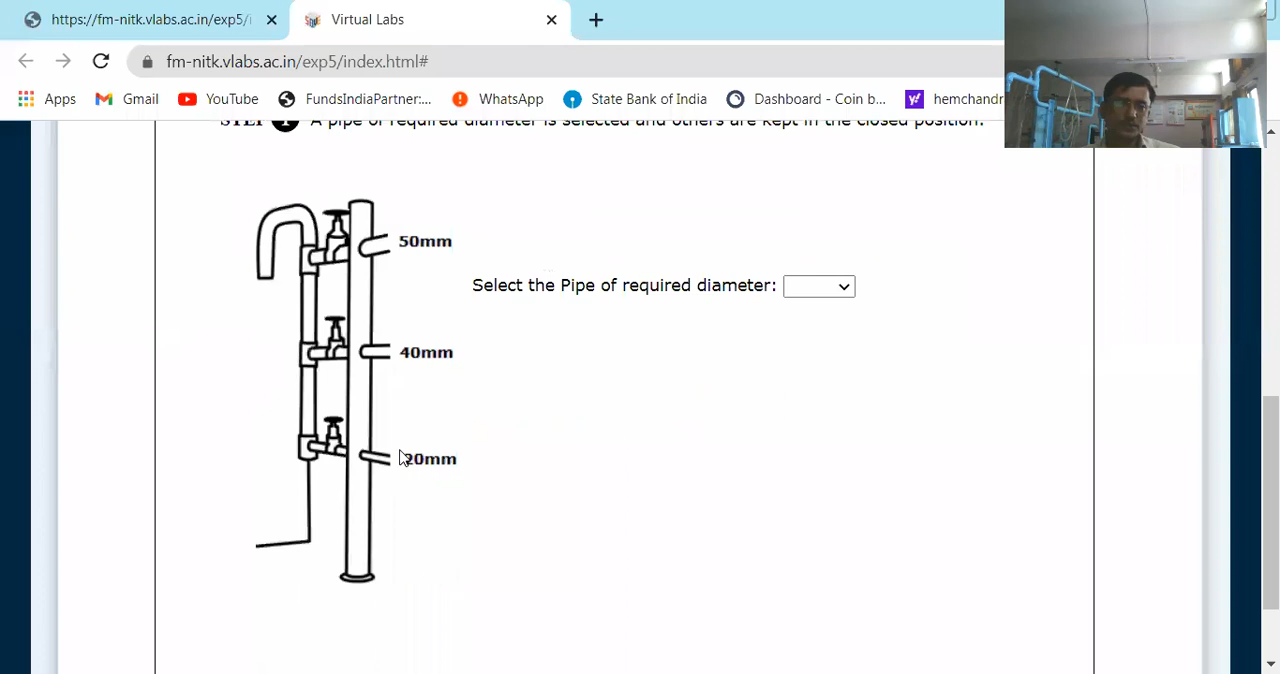 https://fm-nitk.vlabs.ac.in/exp5/i
Virtual Labs
fm-nitk.vlabs.ac.in/exp5/index.html#
Apps Gmail YouTube FundsIndiaPartner:... WhatsApp State Bank of India Dashboard - Coin b... hemchandr
STEP 1 A pipe of required diameter is selected and others are kept in the closed position.
50mm
Select the Pipe of required diameter:
40mm
20mm